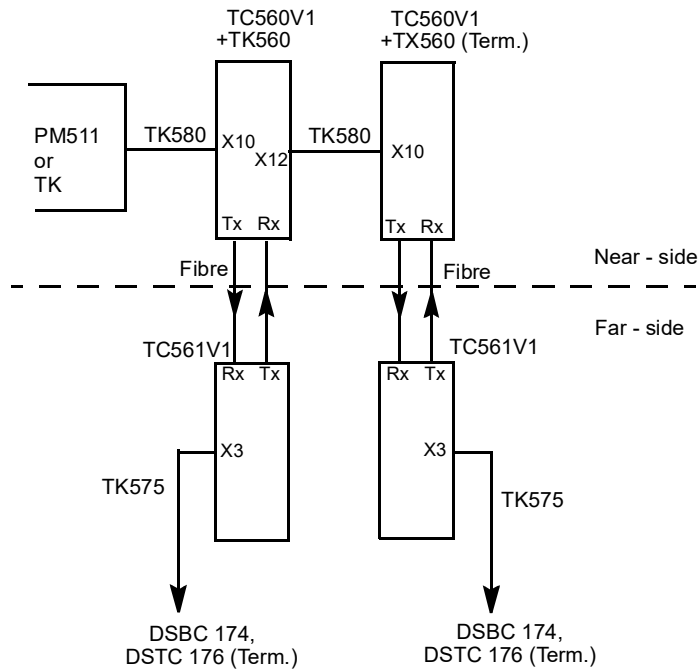 TC560V1
+TK560
TC560V1
+TX560 (Term.)
PM511
or
TK
TK580
X10
X12
TK580
X10
Tx Rx
Tx Rx
Fibre
Fibre
Near - side
Far - side
TC561V1
TC561V1
Rx Tx
Rx Tx
X3
X3
TK575
TK575
DSBC 174,
DSTC 176 (Term.)
DSBC 174,
DSTC 176 (Term.)